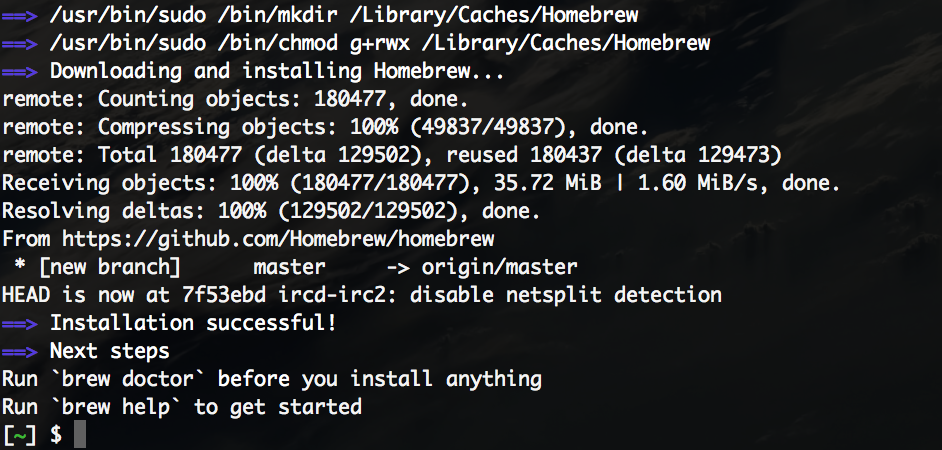 ==> /usr/bin/sudo /bin/mkdir /Library/Caches/Homebrew
==> /usr/bin/sudo /bin/chmod g+rwx /Library/Caches/Homebrew
==> Downloading and installing Homebrew...
remote: Counting objects: 180477, done.
remote: Compressing objects: 100% (49837/49837), done.
remote: Total 180477 (delta 129502), reused 180437 (delta 129473)
Receiving objects: 100% (180477/180477), 35.72 MiB | 1.60 MiB/s, done.
Resolving deltas: 100% (129502/129502), done.
From https://github.com/Homebrew/homebrew
 * [new branch]      master     -> origin/master
HEAD is now at 7f53ebd ircd-irc2: disable netsplit detection
==> Installation successful!
==> Next steps
Run `brew doctor` before you install anything
Run `brew help` to get started
[~] $